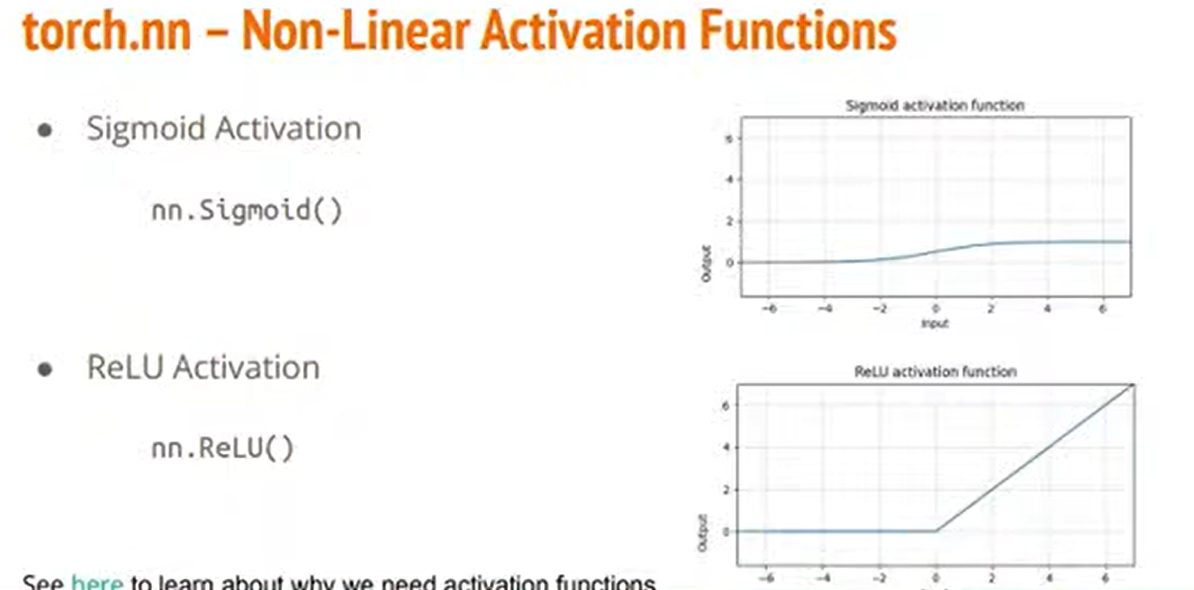 torch.nn – Non-Linear Activation Functions
● Sigmoid Activation
nn.Sigmoid()
Sigmoid activation function
6
4
2
0
Output
-6 -4 -2 0 2 4 6
Input
● ReLU Activation
nn.ReLU()
ReLU activation function
6
4
2
0
Output
-6 -4 -2 0 2 4 6
See here to learn about why we need activation functions